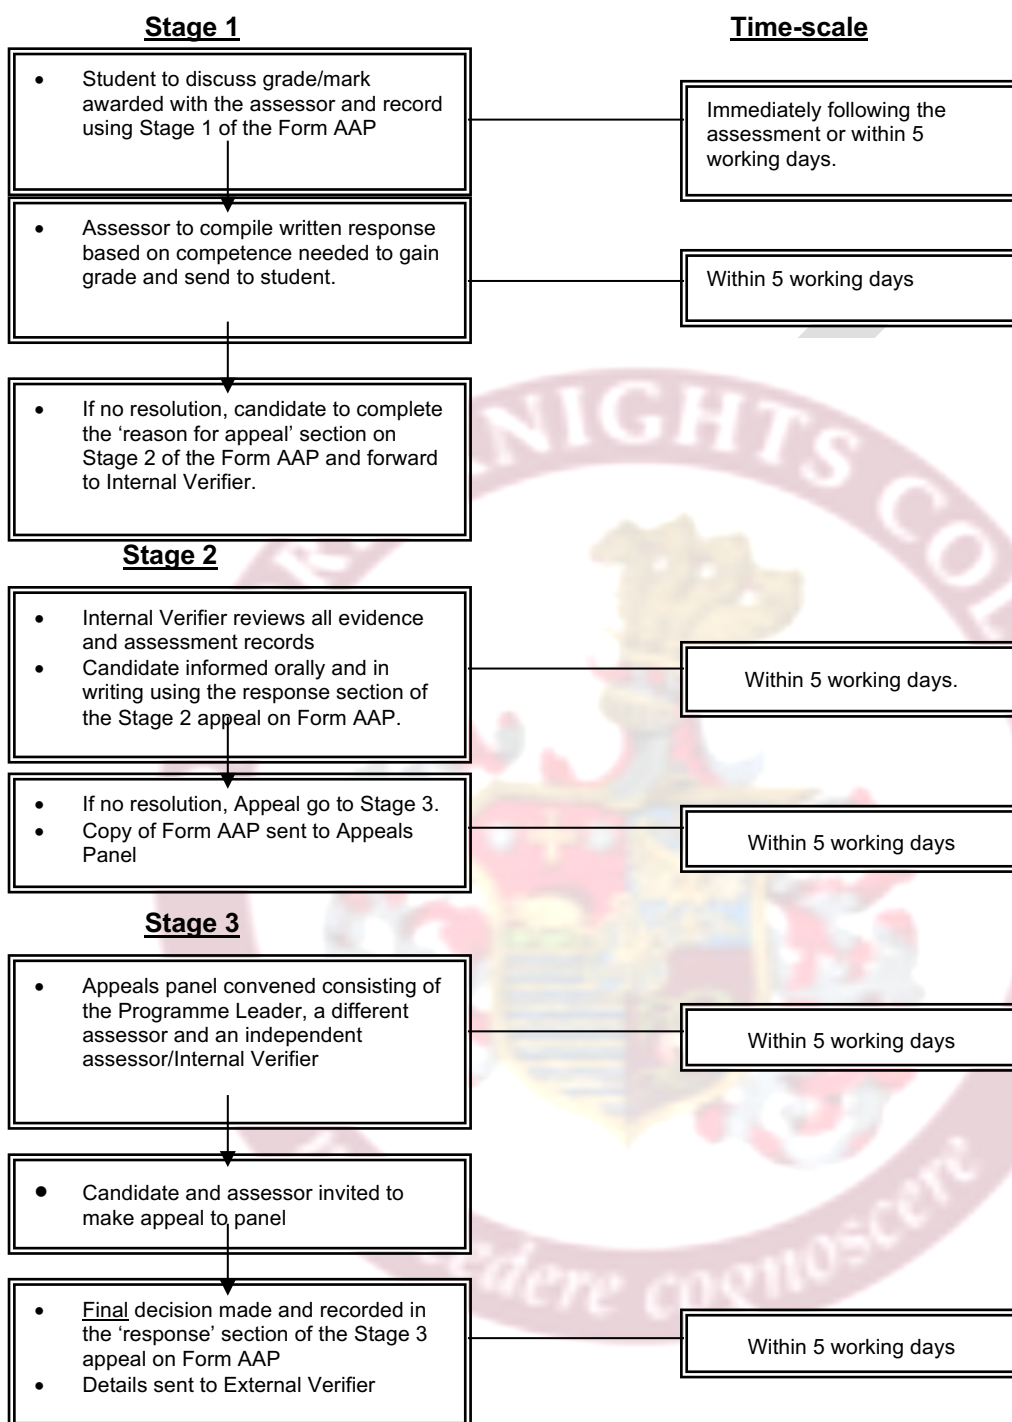 Stage 1
Time-scale
• Student to discuss grade/mark
awarded with the assessor and record
using Stage 1 of the Form AAP
Immediately following the
assessment or within 5
working days.
• Assessor to compile written response
based on competence needed to gain
grade and send to student.
Within 5 working days
• If no resolution, candidate to complete
the ‘reason for appeal’ section on
Stage 2 of the Form AAP and forward
to Internal Verifier.
Stage 2
• Internal Verifier reviews all evidence
and assessment records
• Candidate informed orally and in
writing using the response section of
the Stage 2 appeal on Form AAP.
Within 5 working days.
• If no resolution, Appeal go to Stage 3.
• Copy of Form AAP sent to Appeals
Panel
Within 5 working days
Stage 3
• Appeals panel convened consisting of
the Programme Leader, a different
assessor and an independent
assessor/Internal Verifier
Within 5 working days
• Candidate and assessor invited to
make appeal to panel
• Final decision made and recorded in
the ‘response’ section of the Stage 3
appeal on Form AAP
• Details sent to External Verifier
Within 5 working days
cognoscere